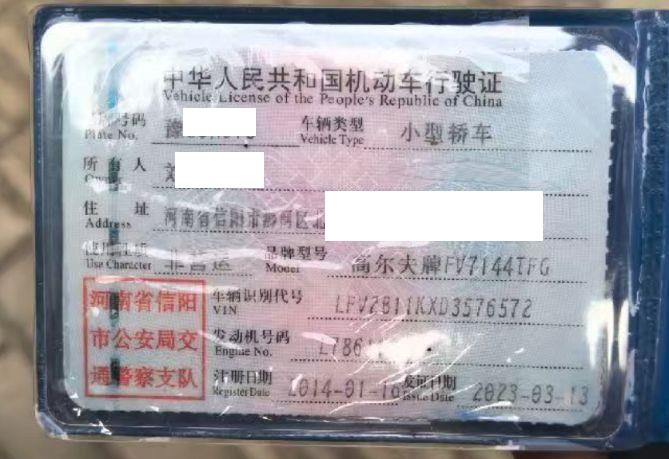 中华人民共和国机动车行驶证
Vehicle License of the People's Republic of China
号码 豫 车辆类型 小型轿车
Plate No. Vehicle Type
所有人
Address
住址 河南省信阳市浉河区北
使用性质 非营运 品牌型号 高尔夫牌FV7144TFG
Use Character Model
河南省信阳 车辆识别代号 LFV2B11KXD3576572
VIN
市公安局交 发动机号码 L786
Engine No.
通警察支队 注册日期 2014-01-16 发证日期 2023-03-13
Register Date Issue Date